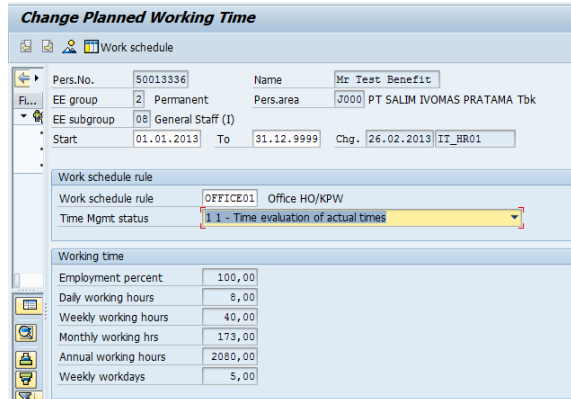 Change Planned Working Time
Work schedule
Pers.No. 50013336 Name Mr Test Benefit
Fi... EE group 2 Permanent Pers.area J000 PT SALIM IVOMAS PRATAMA Tbk
EE subgroup 08 General Staff (I)
Start 01.01.2013 To 31.12.9999 Chg. 26.02.2013 IT_HR01
Work schedule rule
Work schedule rule OFFICE01 Office HO/KPW
Time Mgmt status 1 1 - Time evaluation of actual times
Working time
Employment percent 100,00
Daily working hours 8,00
Weekly working hours 40,00
Monthly working hrs 173,00
Annual working hours 2080,00
Weekly workdays 5,00